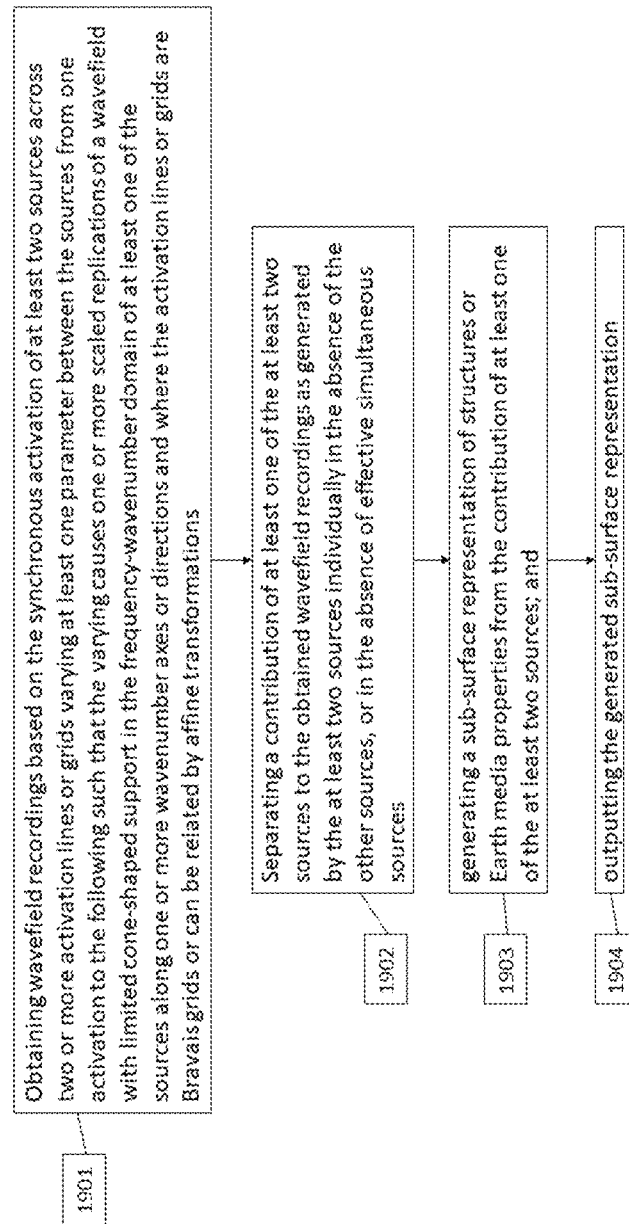 1901
Obtaining wavefield recordings based on the synchronous activation of at least two sources across
two or more activation lines or grids varying at least one parameter between the sources from one
activation to the following such that the varying causes one or more scaled replications of a wavefield
with limited cone-shaped support in the frequency-wavenumber domain of at least one of the
sources along one or more wavenumber axes or directions and where the activation lines or grids are
Bravais grids or can be related by affine transformations
1902
Separating a contribution of at least one of the at least two
sources to the obtained wavefield recordings as generated
by the at least two sources individually in the absence of the
other sources, or in the absence of effective simultaneous
sources
1903
generating a sub-surface representation of structures or
Earth media properties from the contribution of at least one
of the at least two sources; and
1904
outputting the generated sub-surface representation